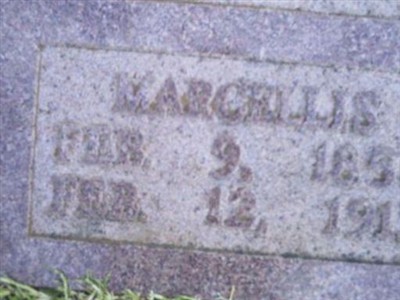 MARCELLIS
FEB. 9,
FEB. 12,